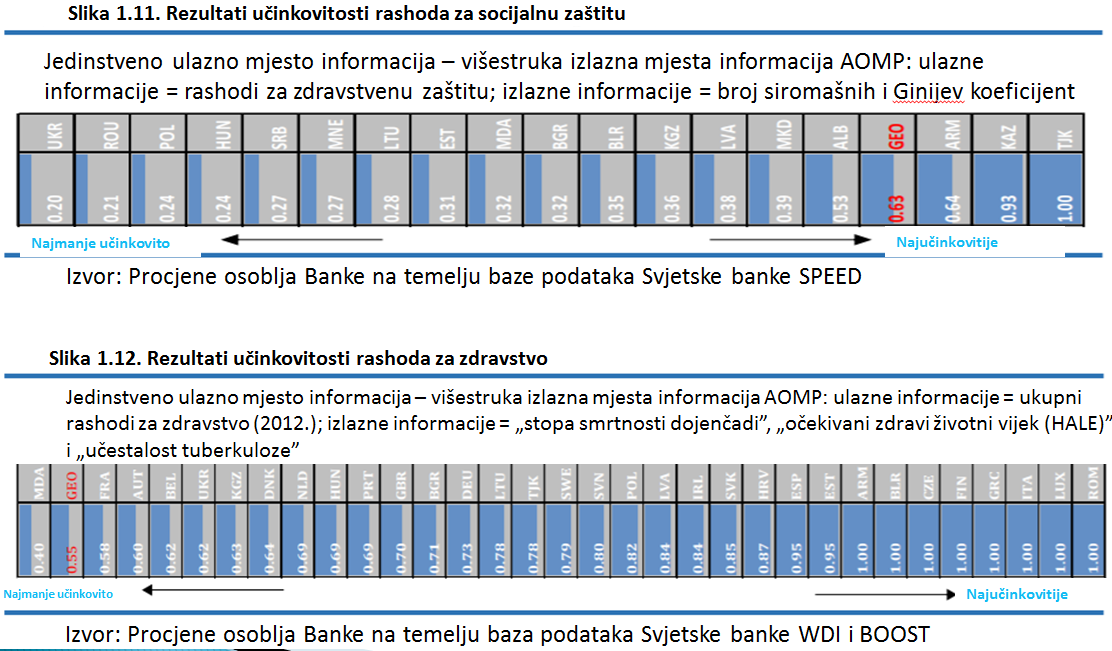 Slika 1.11. Rezultati učinkovitosti rashoda za socijalnu zaštitu
Jedinstveno ulazno mjesto informacija – višestruka izlazna mjesta informacija AOMP: ulazne
informacije = rashodi za zdravstvenu zaštitu; izlazne informacije = broj siromašnih i Ginijev koeficijent
UKR ROU POL HUN SRB MNE LTU EST MDA BGR BLR KGZ LVA MKD ALB GEO ARM KAZ TJK
0.20 0.21 0.24 0.24 0.27 0.27 0.28 0.31 0.32 0.32 0.35 0.36 0.38 0.39 0.53 0.63 0.64 0.93 1.00
Najmanje učinkovito Najučinkovitije
Izvor: Procjene osoblja Banke na temelju baze podataka Svjetske banke SPEED
Slika 1.12. Rezultati učinkovitosti rashoda za zdravstvo
Jedinstveno ulazno mjesto informacija – višestruka izlazna mjesta informacija AOMP: ulazne informacije = ukupni
rashodi za zdravstvo (2012.); izlazne informacije = „stopa smrtnosti dojenčadi”, „očekivani zdravi životni vijek (HALE)”
i „učestalost tuberkuloze”
MDA GEO FRA AUT BEL UKR KGZ DNK NLD HUN PRT GBR BGR DEU LTU TJK SWE SVN POL LVA IRL SVK HRV ESP EST ARM BLR CZE FIN GRC ITA LUX ROM
0.40 0.55 0.58 0.60 0.62 0.62 0.63 0.64 0.69 0.69 0.69 0.70 0.71 0.73 0.78 0.78 0.79 0.80 0.82 0.84 0.84 0.85 0.87 0.95 0.95 1.00 1.00 1.00 1.00 1.00 1.00 1.00 1.00
Najmanje učinkovito Najučinkovitije
Izvor: Procjene osoblja Banke na temelju baza podataka Svjetske banke WDI i BOOST